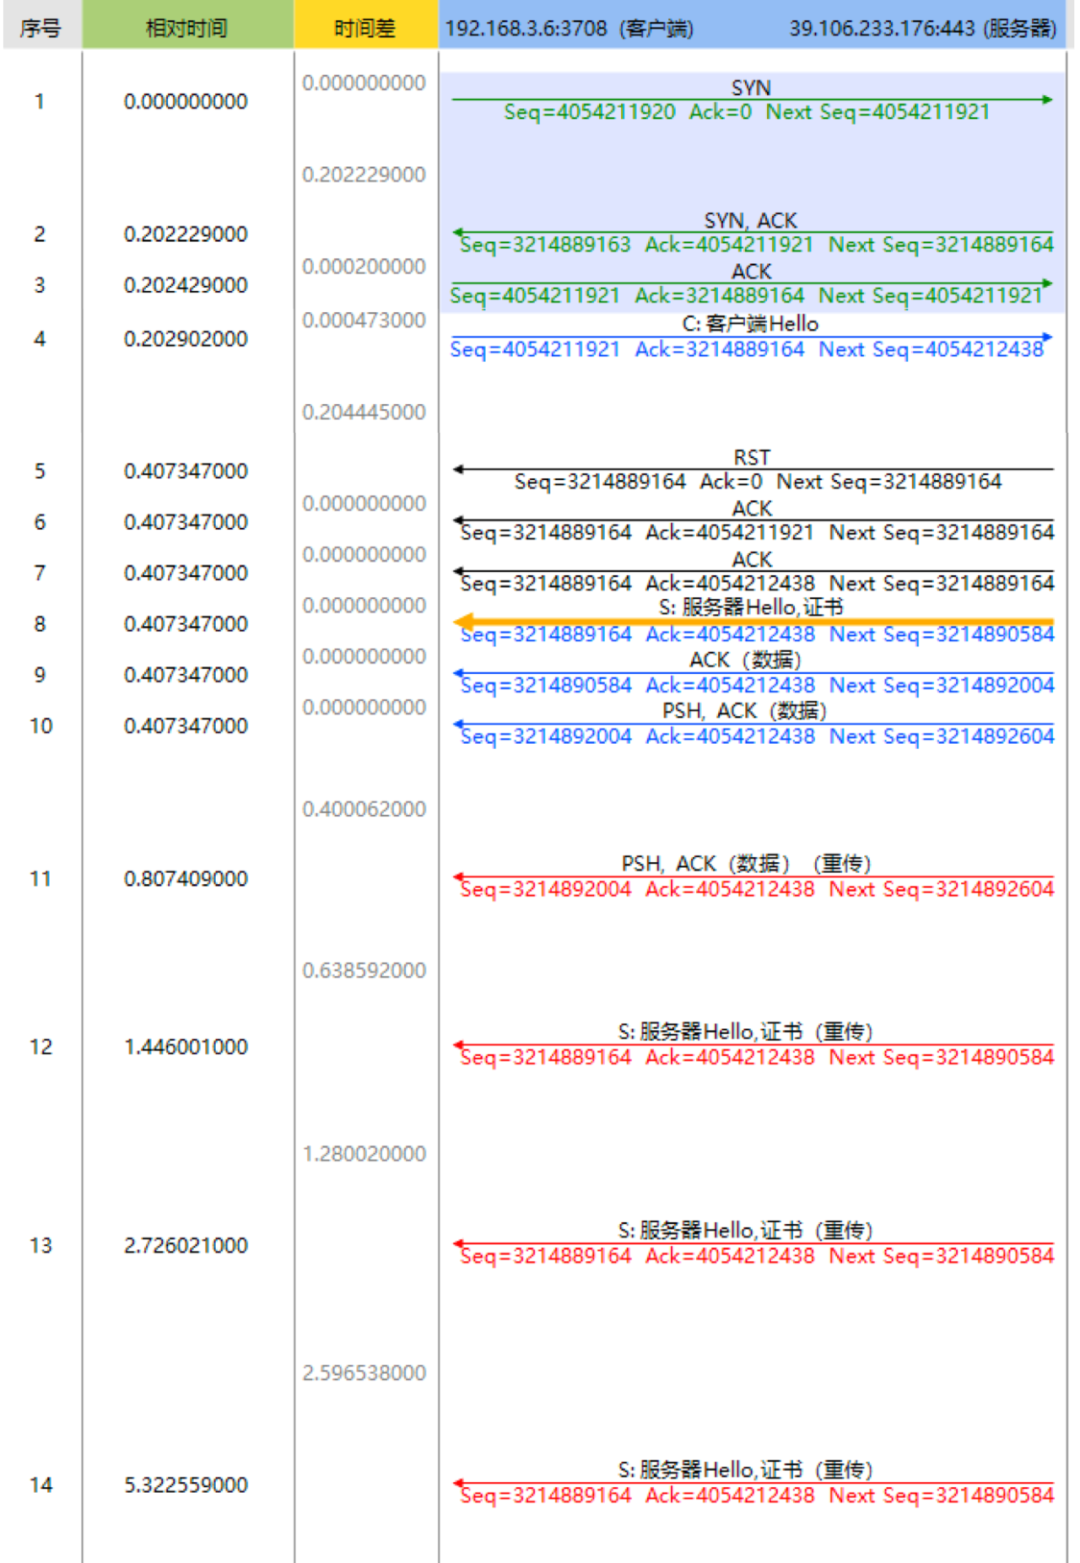 序号 相对时间 时间差 192.168.3.6:3708 (客户端) 39.106.233.176:443 (服务器)
0.000000000
SYN
1 0.000000000
Seq=4054211920 Ack=0 Next Seq=4054211921
0.202229000
SYN, ACK
2 0.202229000
Seq=3214889163 Ack=4054211921 Next Seq=3214889164
0.000200000
ACK
3 0.202429000
Seq=4054211921 Ack=3214889164 Next Seq=4054211921
0.000473000
C: 客户端Hello
4 0.202902000
Seq=4054211921 Ack=3214889164 Next Seq=4054212438
0.204445000
RST
5 0.407347000
Seq=3214889164 Ack=0 Next Seq=3214889164
0.000000000
ACK
6 0.407347000
Seq=3214889164 Ack=4054211921 Next Seq=3214889164
0.000000000
ACK
7 0.407347000
Seq=3214889164 Ack=4054212438 Next Seq=3214889164
0.000000000
S: 服务器Hello,证书
8 0.407347000
Seq=3214889164 Ack=4054212438 Next Seq=3214890584
0.000000000
ACK（数据）
9 0.407347000
Seq=3214890584 Ack=4054212438 Next Seq=3214892004
0.000000000
PSH, ACK（数据）
10 0.407347000
Seq=3214892004 Ack=4054212438 Next Seq=3214892604
0.400062000
PSH, ACK（数据）（重传）
11 0.807409000
Seq=3214892004 Ack=4054212438 Next Seq=3214892604
0.638592000
S: 服务器Hello,证书（重传）
12 1.446001000
Seq=3214889164 Ack=4054212438 Next Seq=3214890584
1.280020000
S: 服务器Hello,证书（重传）
13 2.726021000
Seq=3214889164 Ack=4054212438 Next Seq=3214890584
2.596538000
S: 服务器Hello,证书（重传）
14 5.322559000
Seq=3214889164 Ack=4054212438 Next Seq=3214890584